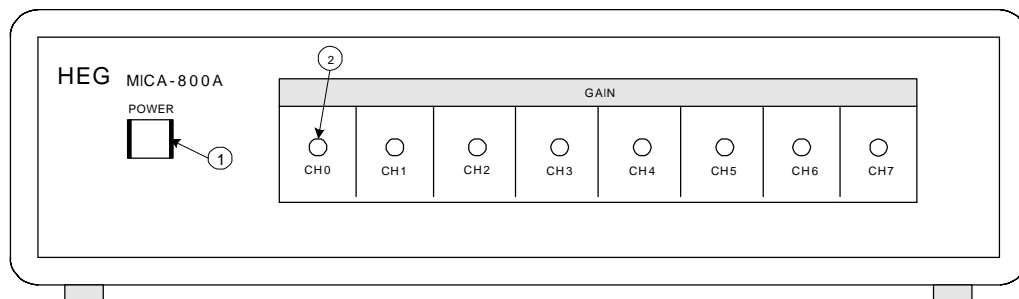 HEG MICA-800A
POWER
1
2
GAIN
CH0 CH1 CH2 CH3 CH4 CH5 CH6 CH7